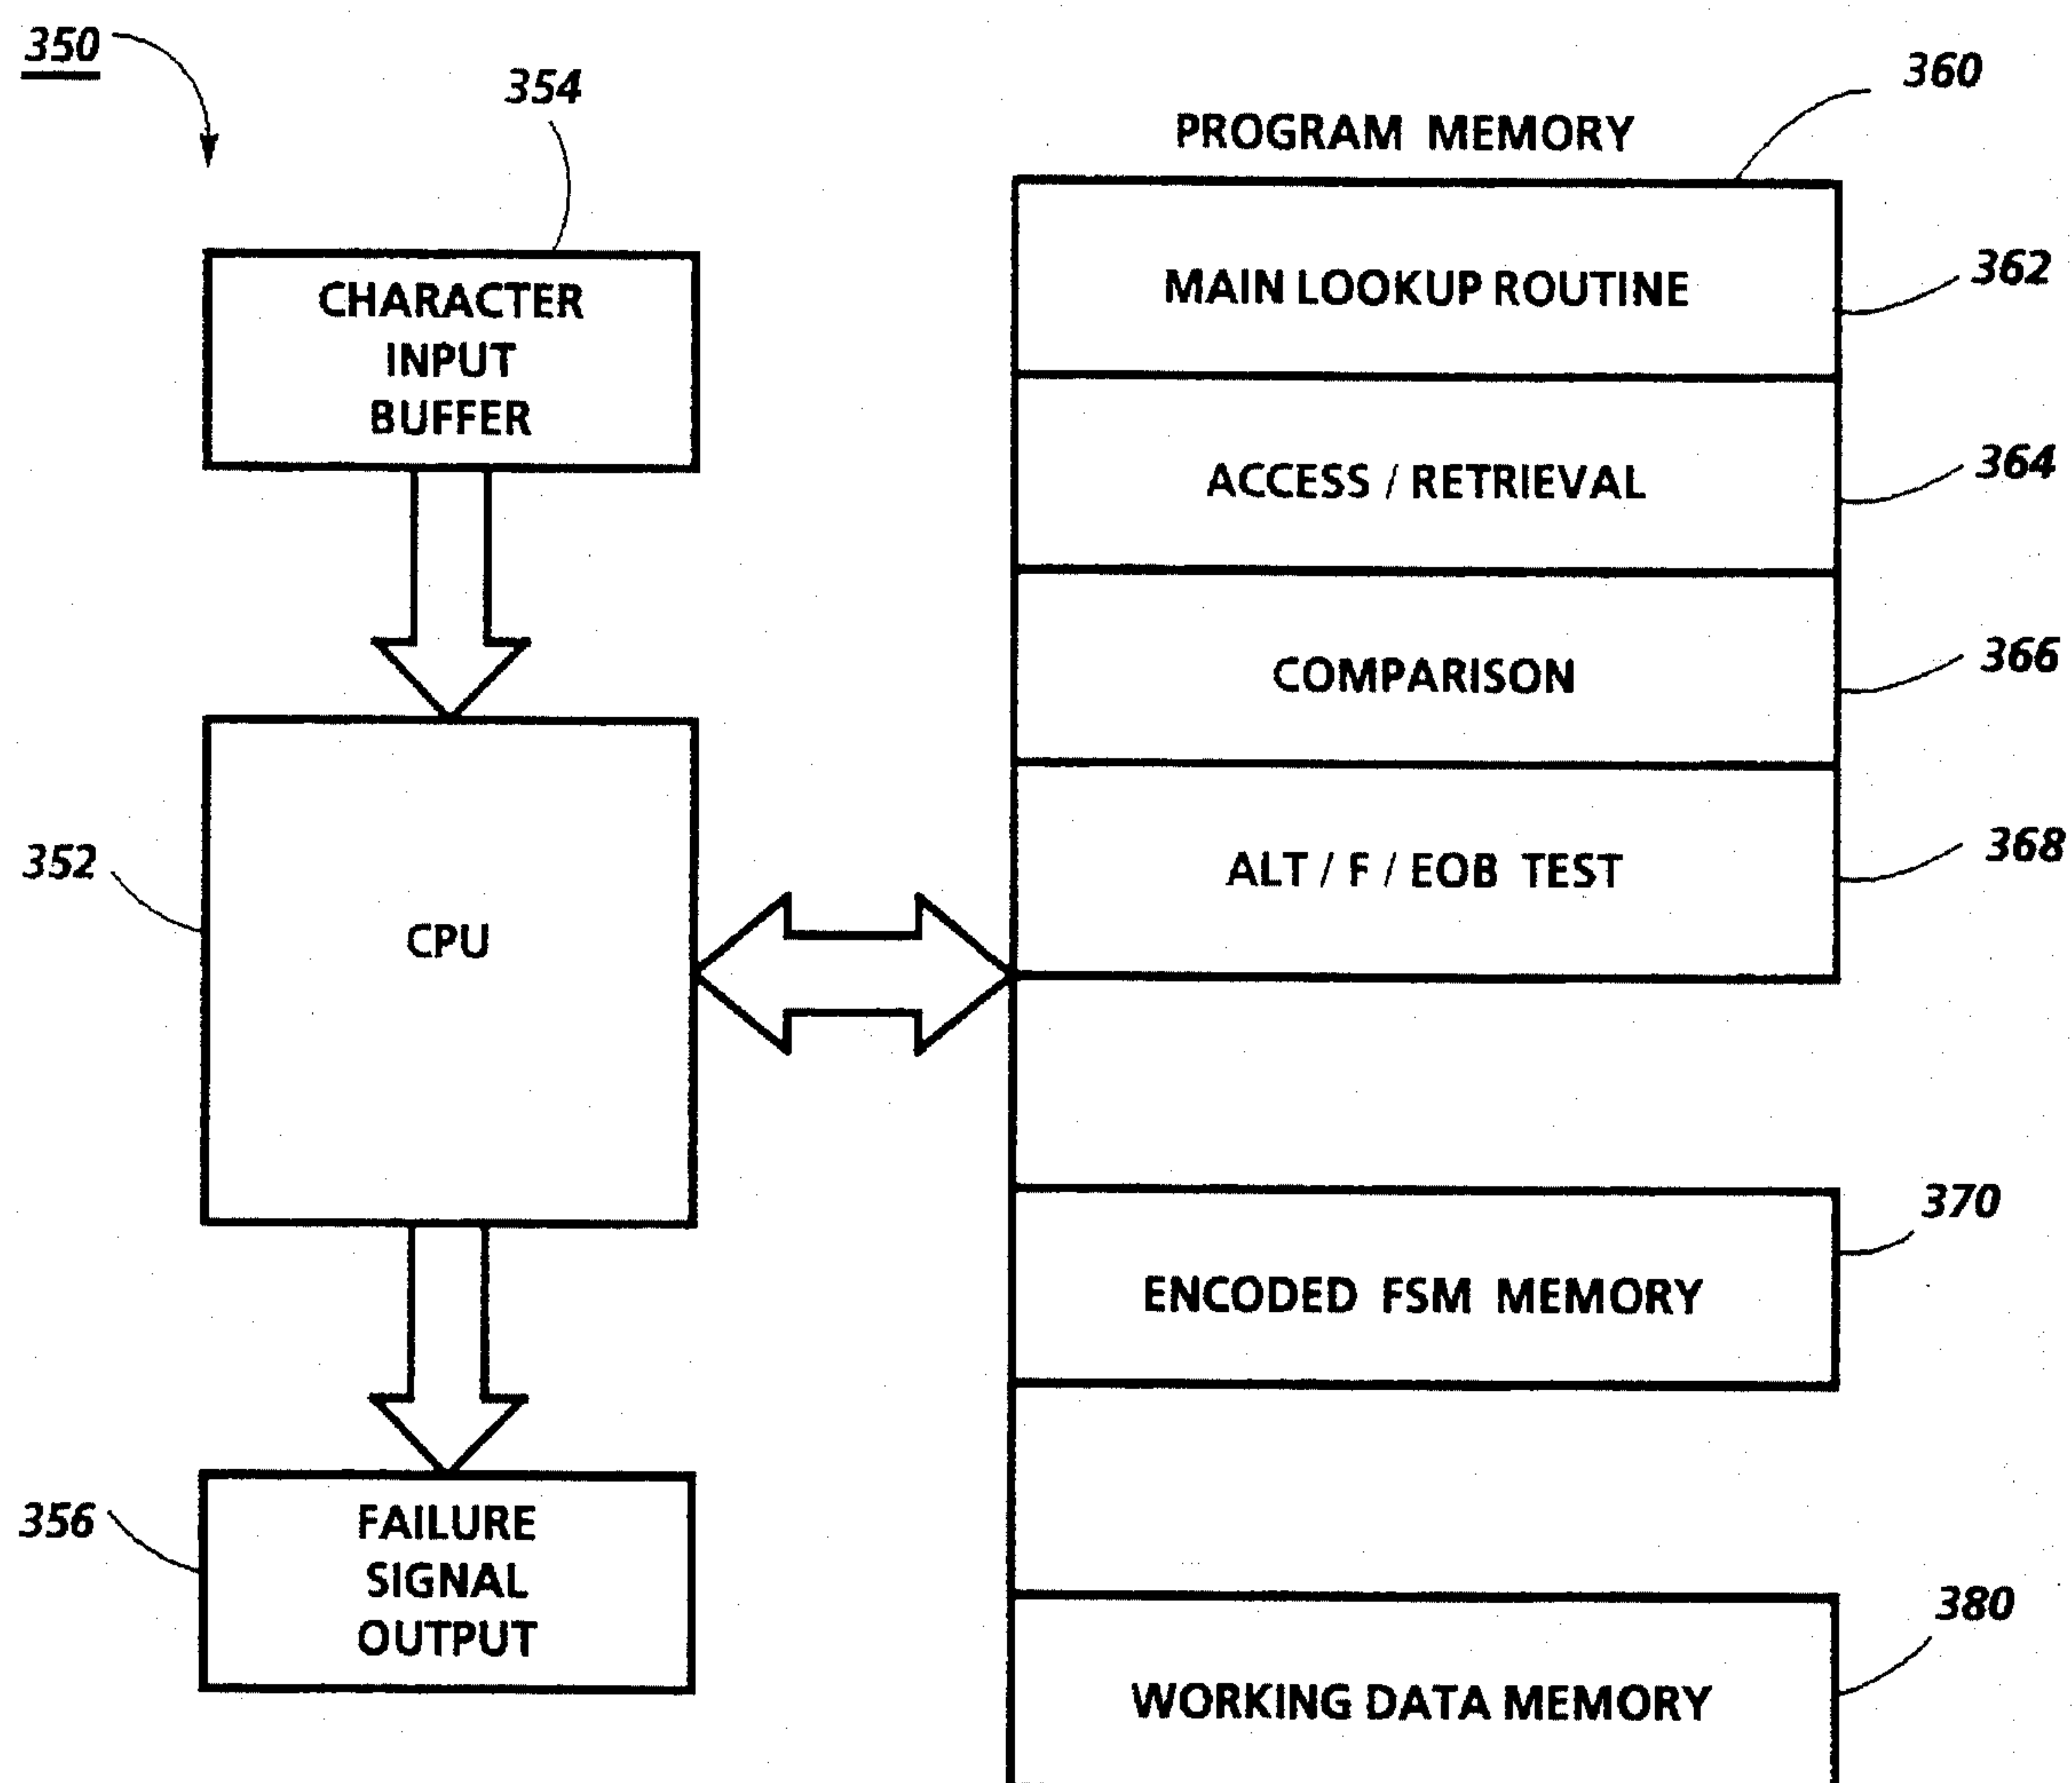 350
354
CHARACTER
INPUT
BUFFER
352
CPU
356
FAILURE
SIGNAL
OUTPUT
360
PROGRAM MEMORY
MAIN LOOKUP ROUTINE
362
ACCESS / RETRIEVAL
364
COMPARISON
366
ALT / F / EOB TEST
368
370
ENCODED FSM MEMORY
380
WORKING DATA MEMORY